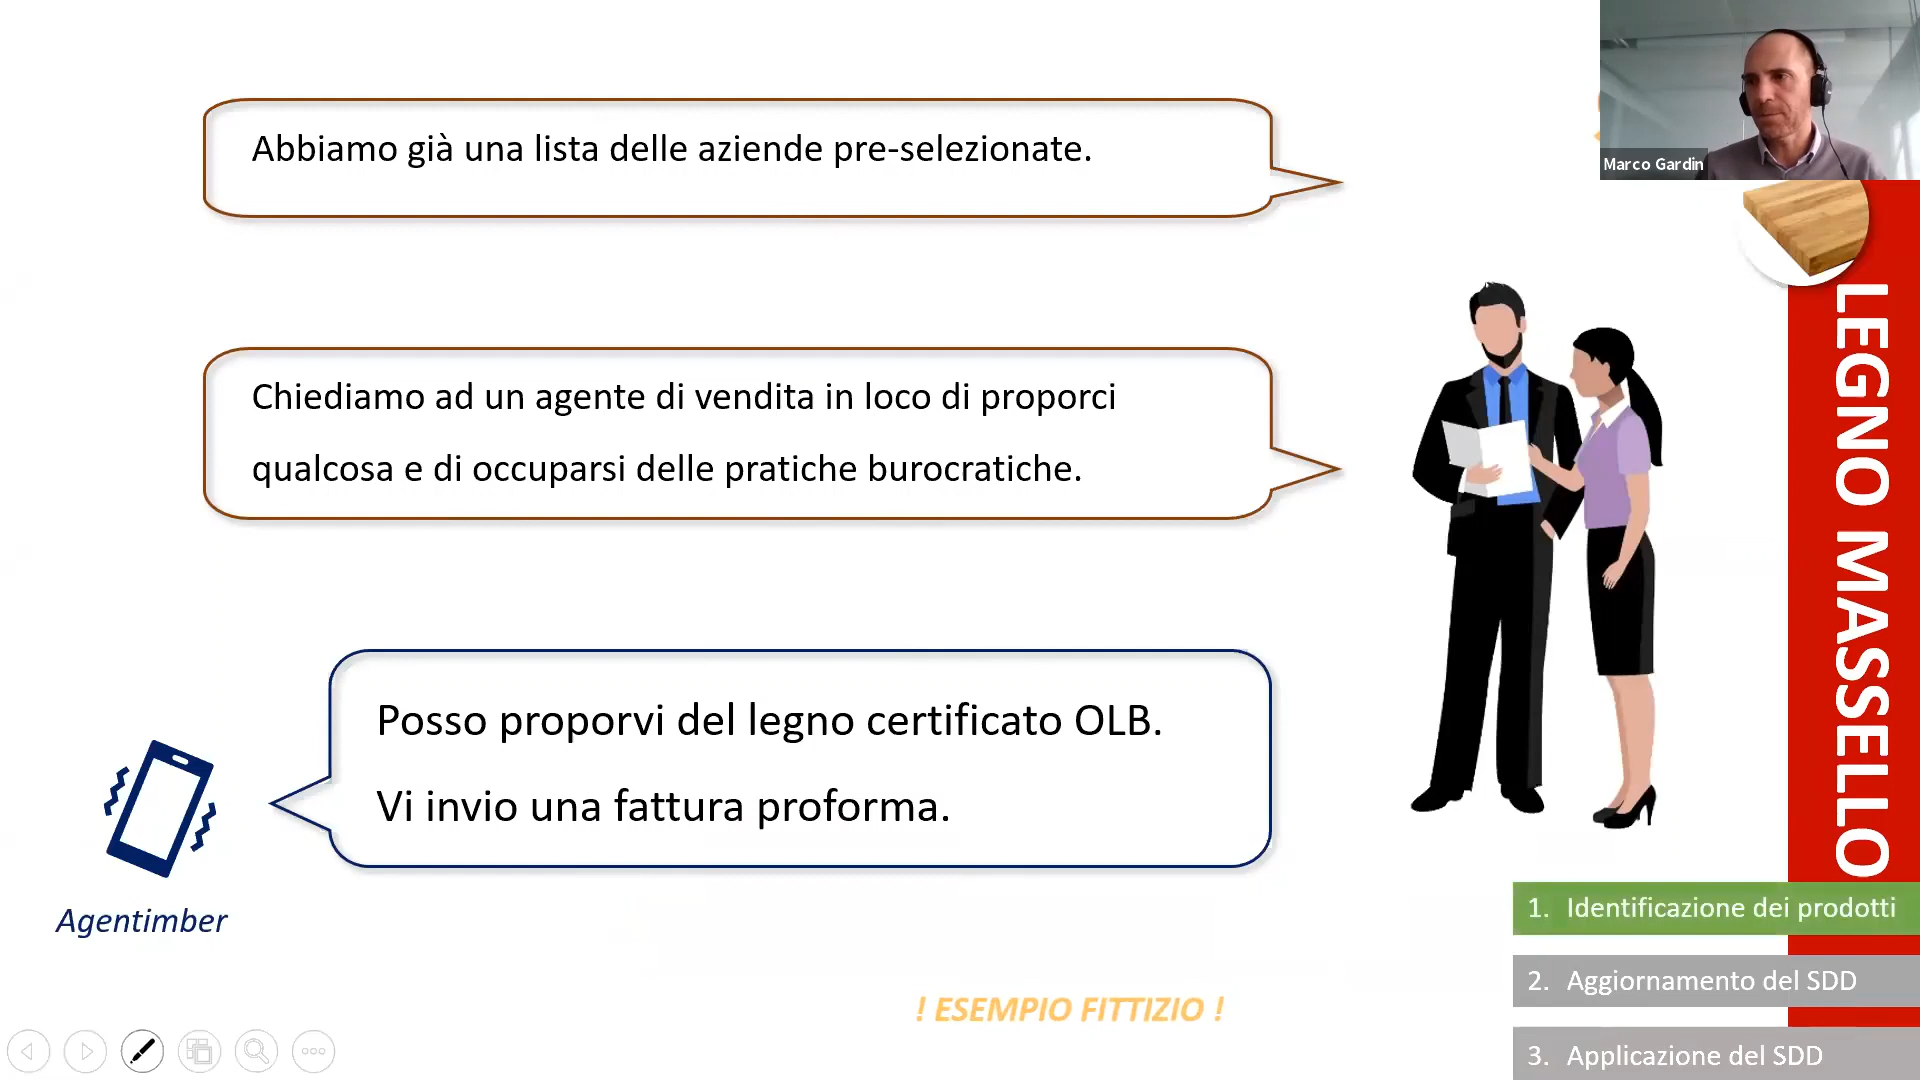 Abbiamo già una lista delle aziende pre-selezionate.
Marco Gardin
Chiediamo ad un agente di vendita in loco di proporci
qualcosa e di occuparsi delle pratiche burocratiche.
LEGNO MASSELLO
Posso proporvi del legno certificato OLB.
Vi invio una fattura proforma.
Agentimber
1. Identificazione dei prodotti
2. Aggiornamento del SDD
3. Applicazione del SDD
! ESEMPIO FITTIZIO !